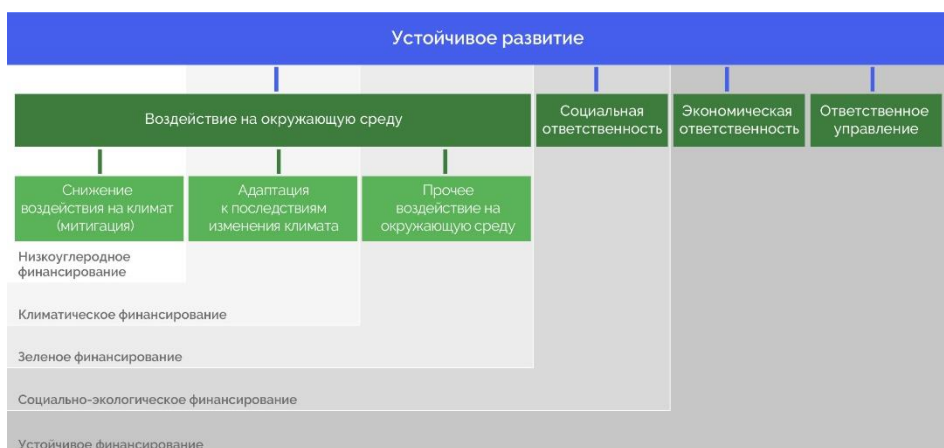 Устойчивое развитие
Воздействие на окружающую среду
Социальная
ответственность
Экономическая
ответственность
Ответственное
управление
Снижение
воздействия на климат
(митигация)
Адаптация
к последствиям
изменения климата
Прочее
воздействие на
окружающую среду
Низкоуглеродное
финансирование
Климатическое финансирование
Зеленое финансирование
Социально-экологическое финансирование
Устойчивое финансирование